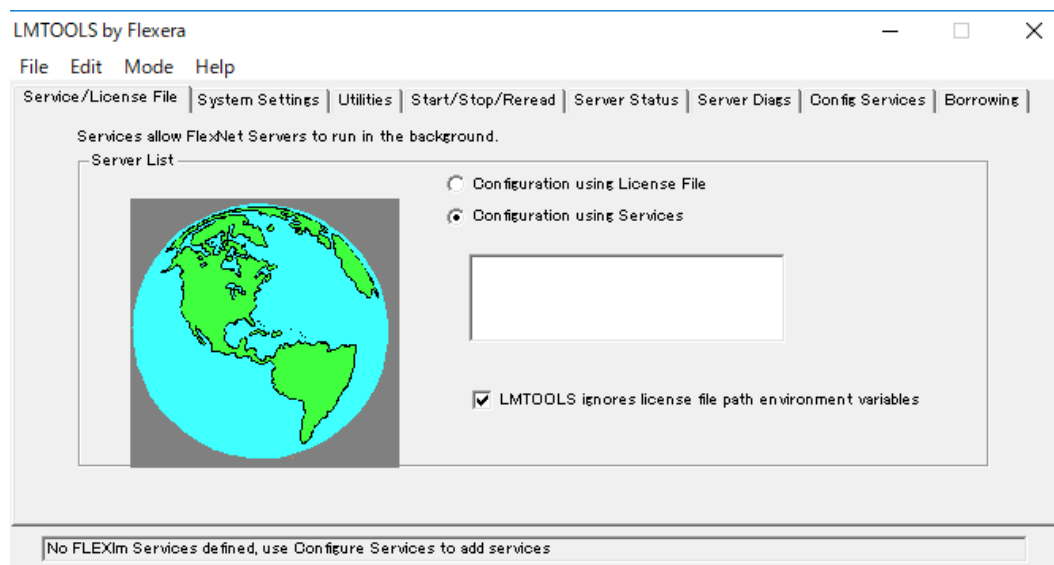 LMTOOLS by Flexera
File Edit Mode Help
Service/License File System Settings Utilities Start/Stop/Reread Server Status Server Diags Config Services Borrowing
Services allow FlexNet Servers to run in the background.
Server List
Configuration using License File
Configuration using Services
LMTOOLS ignores license file path environment variables
No FLEXlm Services defined, use Configure Services to add services